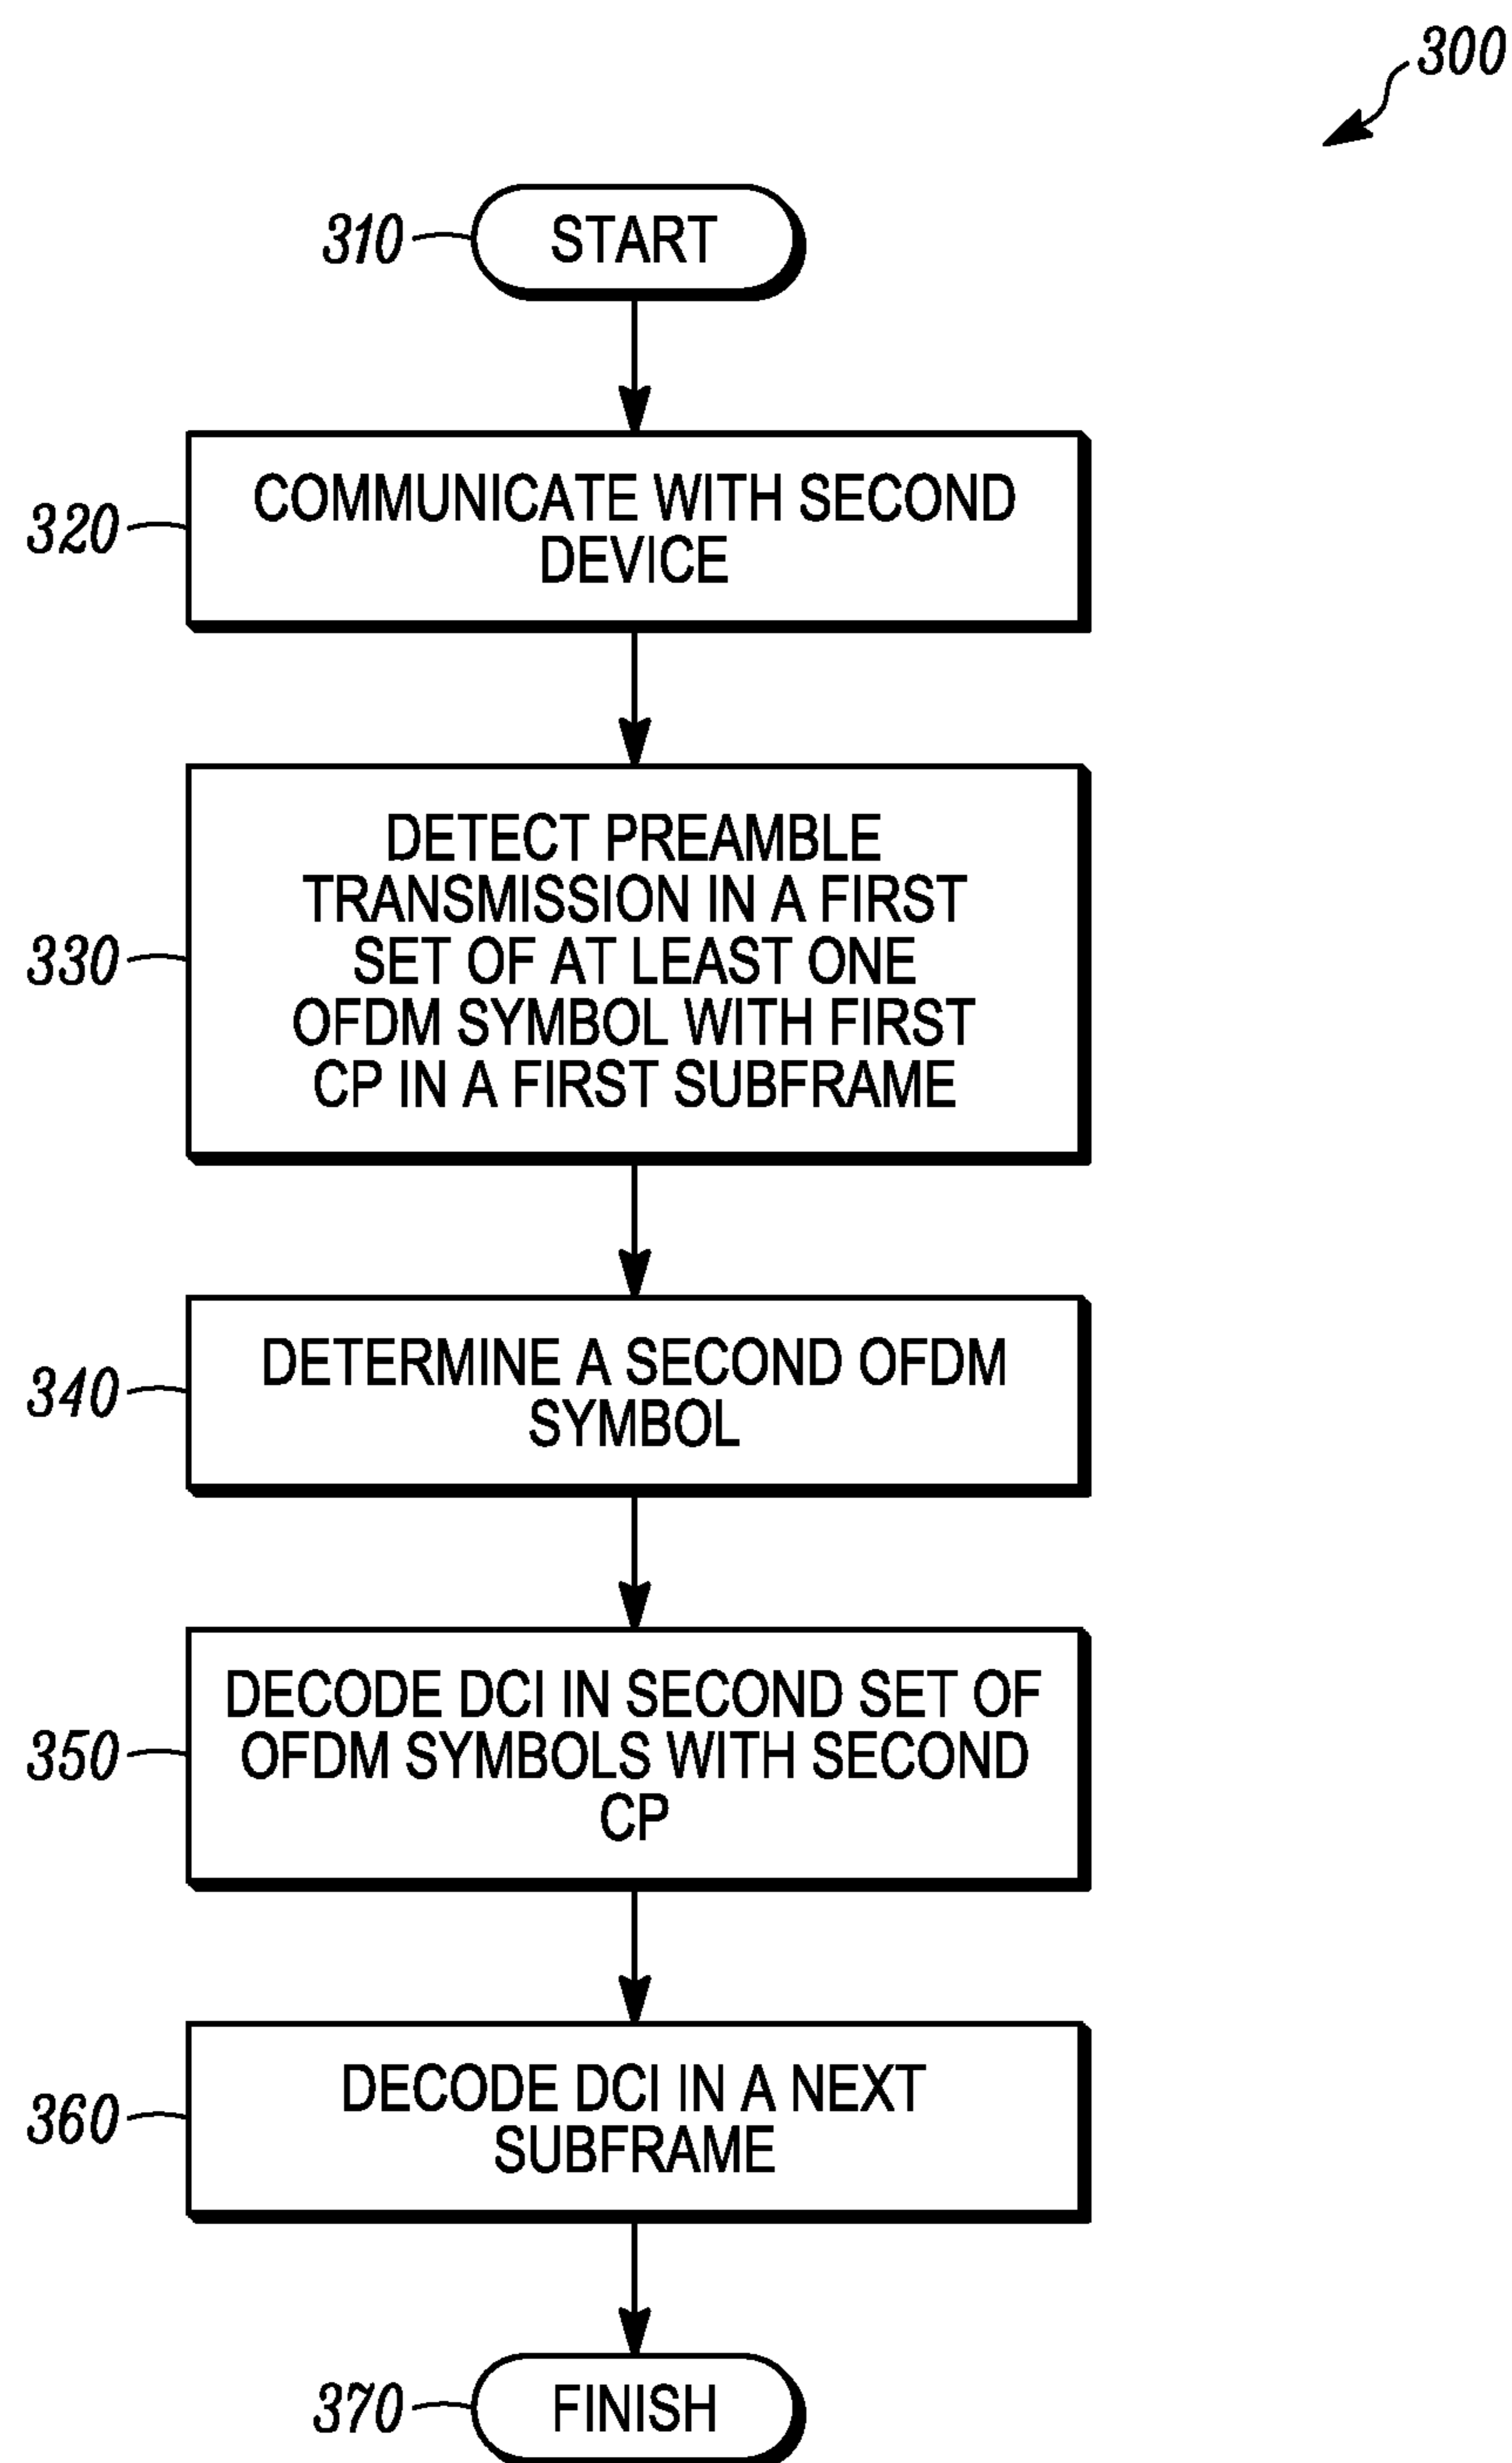 300
310
START
320
COMMUNICATE WITH SECOND
DEVICE
330
DETECT PREAMBLE
TRANSMISSION IN A FIRST
SET OF AT LEAST ONE
OFDM SYMBOL WITH FIRST
CP IN A FIRST SUBFRAME
340
DETERMINE A SECOND OFDM
SYMBOL
350
DECODE DCI IN SECOND SET OF
OFDM SYMBOLS WITH SECOND
CP
360
DECODE DCI IN A NEXT
SUBFRAME
370
FINISH